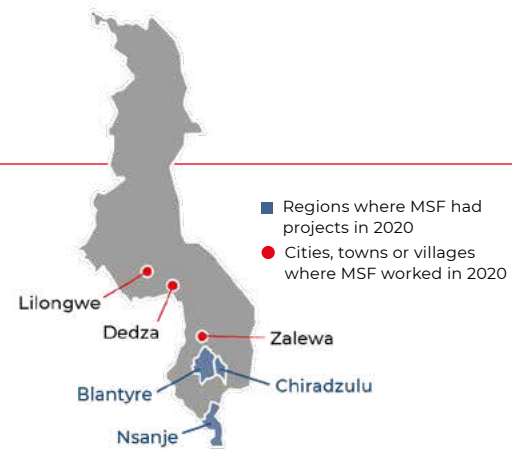 Regions where MSF had
projects in 2020
Cities, towns or villages
where MSF worked in 2020
Lilongwe
Dedza
Zalewa
Blantyre
Chiradzulu
Nsanje